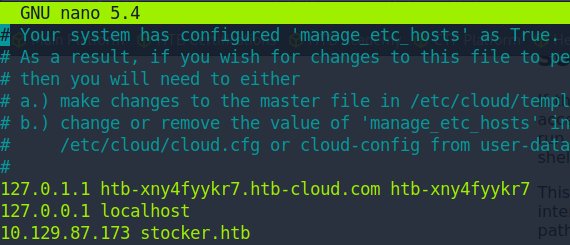 GNU nano 5.4
# Your system has configured 'manage_etc_hosts' as True.
# As a result, if you wish for changes to this file to pe
# then you will need to either
# a.) make changes to the master file in /etc/cloud/templ
# b.) change or remove the value of 'manage_etc_hosts' in
#     /etc/cloud/cloud.cfg or cloud-config from user-data
#
127.0.1.1 htb-xny4fyykr7.htb-cloud.com htb-xny4fyykr7
127.0.0.1 localhost
10.129.87.173 stocker.htb